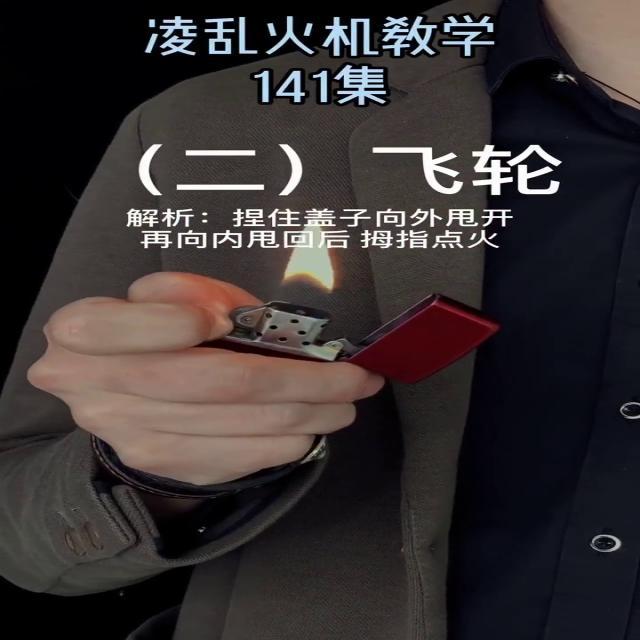 凌乱火机教学
141集
（二）飞轮
解析：捏住盖子向外甩开
再向内甩回后 拇指点火